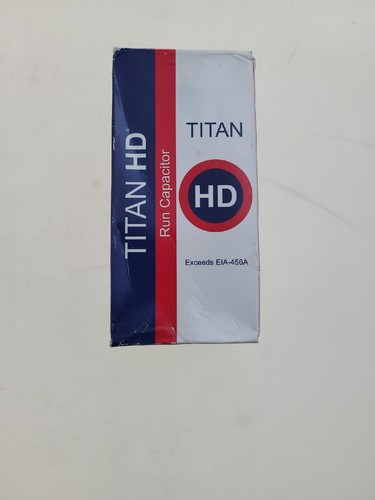 TITAN HD
Run Capacitor
TITAN
HD
Exceeds EIA-456A